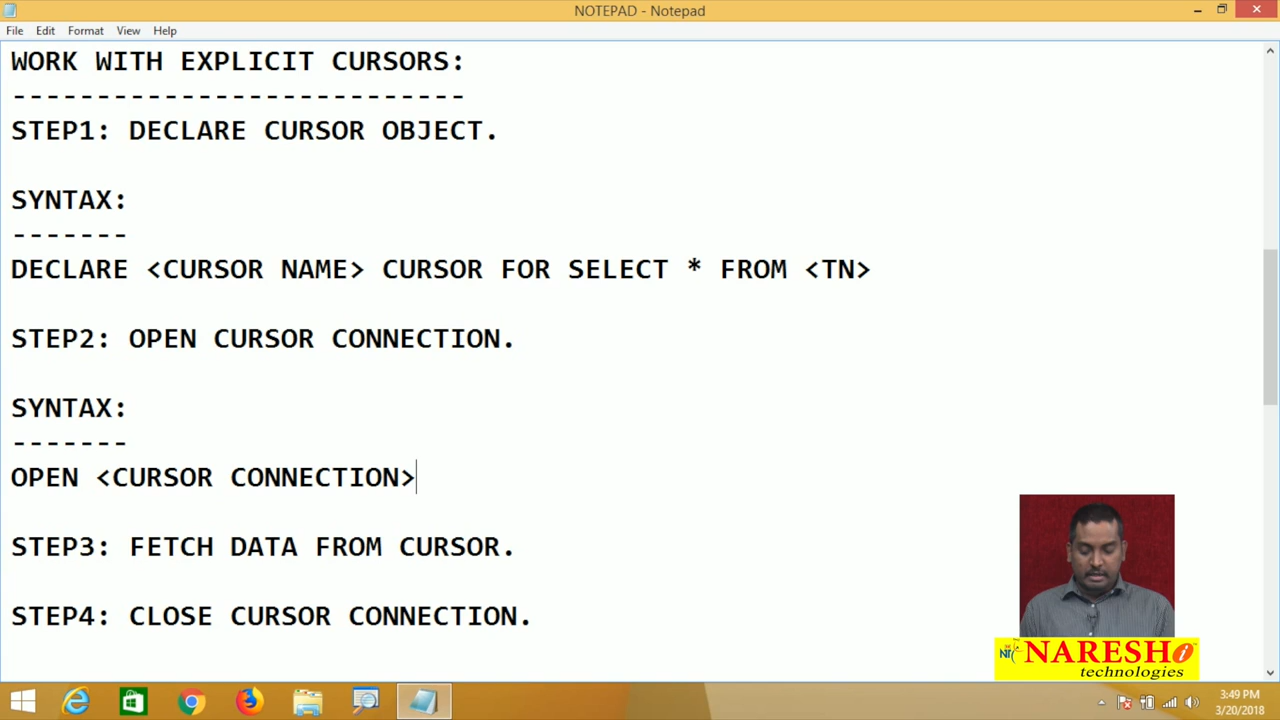 NOTEPAD - Notepad
File Edit Format View Help
WORK WITH EXPLICIT CURSORS:
---------------------------
STEP1: DECLARE CURSOR OBJECT.
SYNTAX:
-------
DECLARE <CURSOR NAME> CURSOR FOR SELECT * FROM <TN>
STEP2: OPEN CURSOR CONNECTION.
SYNTAX:
-------
OPEN <CURSOR CONNECTION>
STEP3: FETCH DATA FROM CURSOR.
STEP4: CLOSE CURSOR CONNECTION.
NARESH i
technologies
3:49 PM
3/20/2018